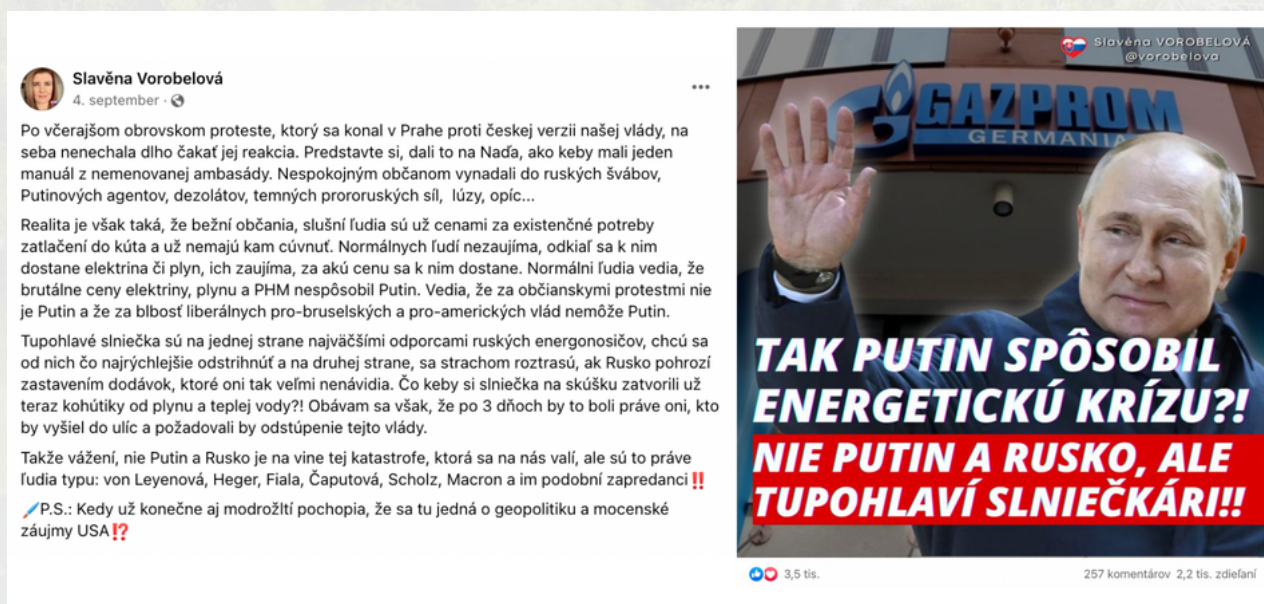 Slavěna Vorobelová
4. september
Po včerajšom obrovskom proteste, ktorý sa konal v Prahe proti českej verzii našej vlády, na
seba nenechala dlho čakať jej reakcia. Predstavte si, dali to na Naďa, ako keby mali jeden
manuál z nemenovanej ambasády. Nespokojným občanom vynadali do ruských švábov,
Putinových agentov, dezolátov, temných prororuských síl, lúzy, opíc...
Realita je však taká, že bežní občania, slušní ľudia sú už cenami za existenčné potreby
zatlačení do kúta a už nemajú kam cúvnuť. Normálnych ľudí nezaujíma, odkiaľ sa k nim
dostane elektrina či plyn, ich zaujíma, za akú cenu sa k nim dostane. Normálni ľudia vedia, že
brutálne ceny elektriny, plynu a PHM nespôsobil Putin. Vedia, že za občianskymi protestmi nie
je Putin a že za blbosť liberálnych pro-bruselských a pro-amerických vlád nemôže Putin.
Tupohlavé slniečka sú na jednej strane najväčšími odporcami ruských energonosičov, chcú sa
od nich čo najrýchlejšie odstrihnúť a na druhej strane, sa strachom roztrasú, ak Rusko pohrozí
zastavením dodávok, ktoré oni tak veľmi nenávidia. Čo keby si slniečka na skúšku zatvorili už
teraz kohútiky od plynu a teplej vody?! Obávam sa však, že po 3 dňoch by to boli práve oni, kto
by vyšiel do ulíc a požadovali by odstúpenie tejto vlády.
Takže vážení, nie Putin a Rusko je na vine tej katastrofe, ktorá sa na nás valí, ale sú to práve
ľudia typu: von Leyenová, Heger, Fiala, Čaputová, Scholz, Macron a im podobní zapredanci‼️
🖊️P.S.: Kedy už konečne aj modrožltí pochopia, že sa tu jedná o geopolitiku a mocenské
záujmy USA⁉️
Slavěna VOROBELOVÁ
@vorobelova
GAZPROM
GERMANIA
TAK PUTIN SPÔSOBIL
ENERGETICKÚ KRÍZU?!
NIE PUTIN A RUSKO, ALE
TUPOHLAVÍ SLNIEČKÁRI!!
3,5 tis.
257 komentárov 2,2 tis. zdieľaní